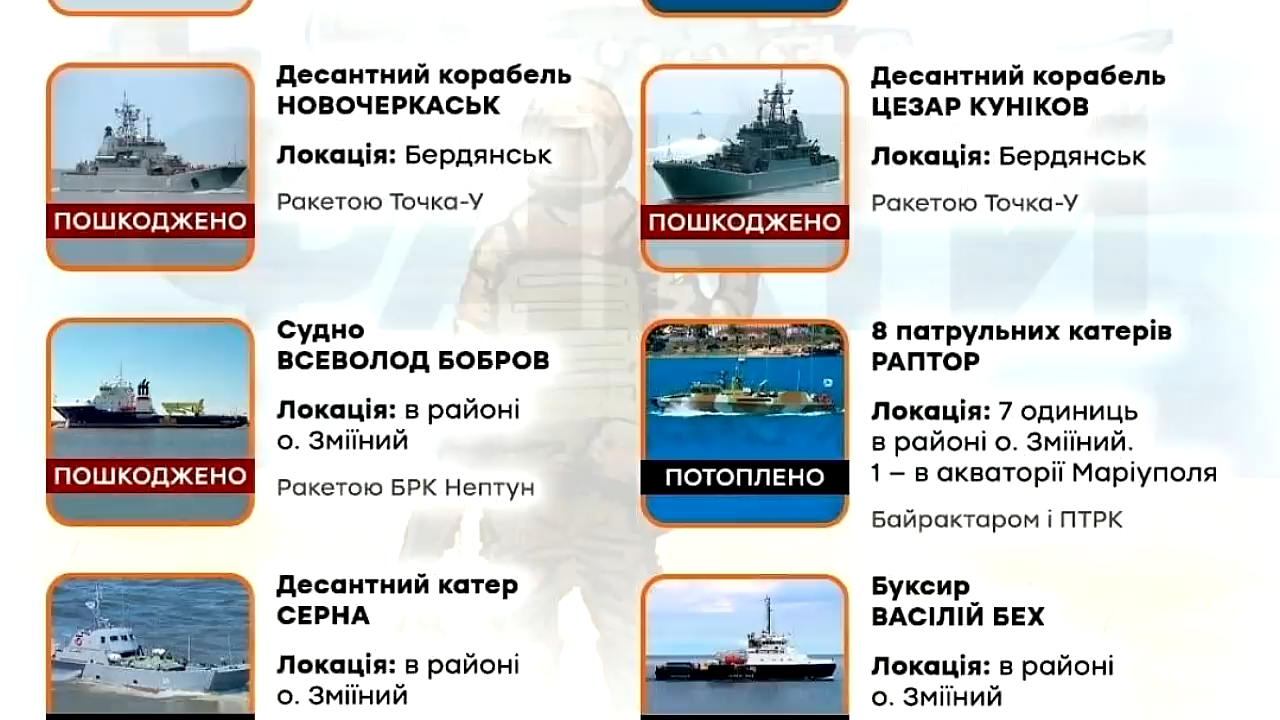 Десантний корабель
НОВОЧЕРКАСЬК
Локація: Бердянськ
Ракетою Точка-У
ПОШКОДЖЕНО
Десантний корабель
ЦЕЗАР КУНІКОВ
Локація: Бердянськ
Ракетою Точка-У
ПОШКОДЖЕНО
Судно
ВСЕВОЛОД БОБРОВ
Локація: в районі
о. Зміїний
Ракетою БРК Нептун
ПОШКОДЖЕНО
8 патрульних катерів
РАПТОР
Локація: 7 одиниць
в районі о. Зміїний.
1 – в акваторії Маріуполя
Байрактаром і ПТРК
ПОТОПЛЕНО
Десантний катер
СЕРНА
Локація: в районі
о. Зміїний
Буксир
ВАСІЛІЙ БЕХ
Локація: в районі
о. Зміїний